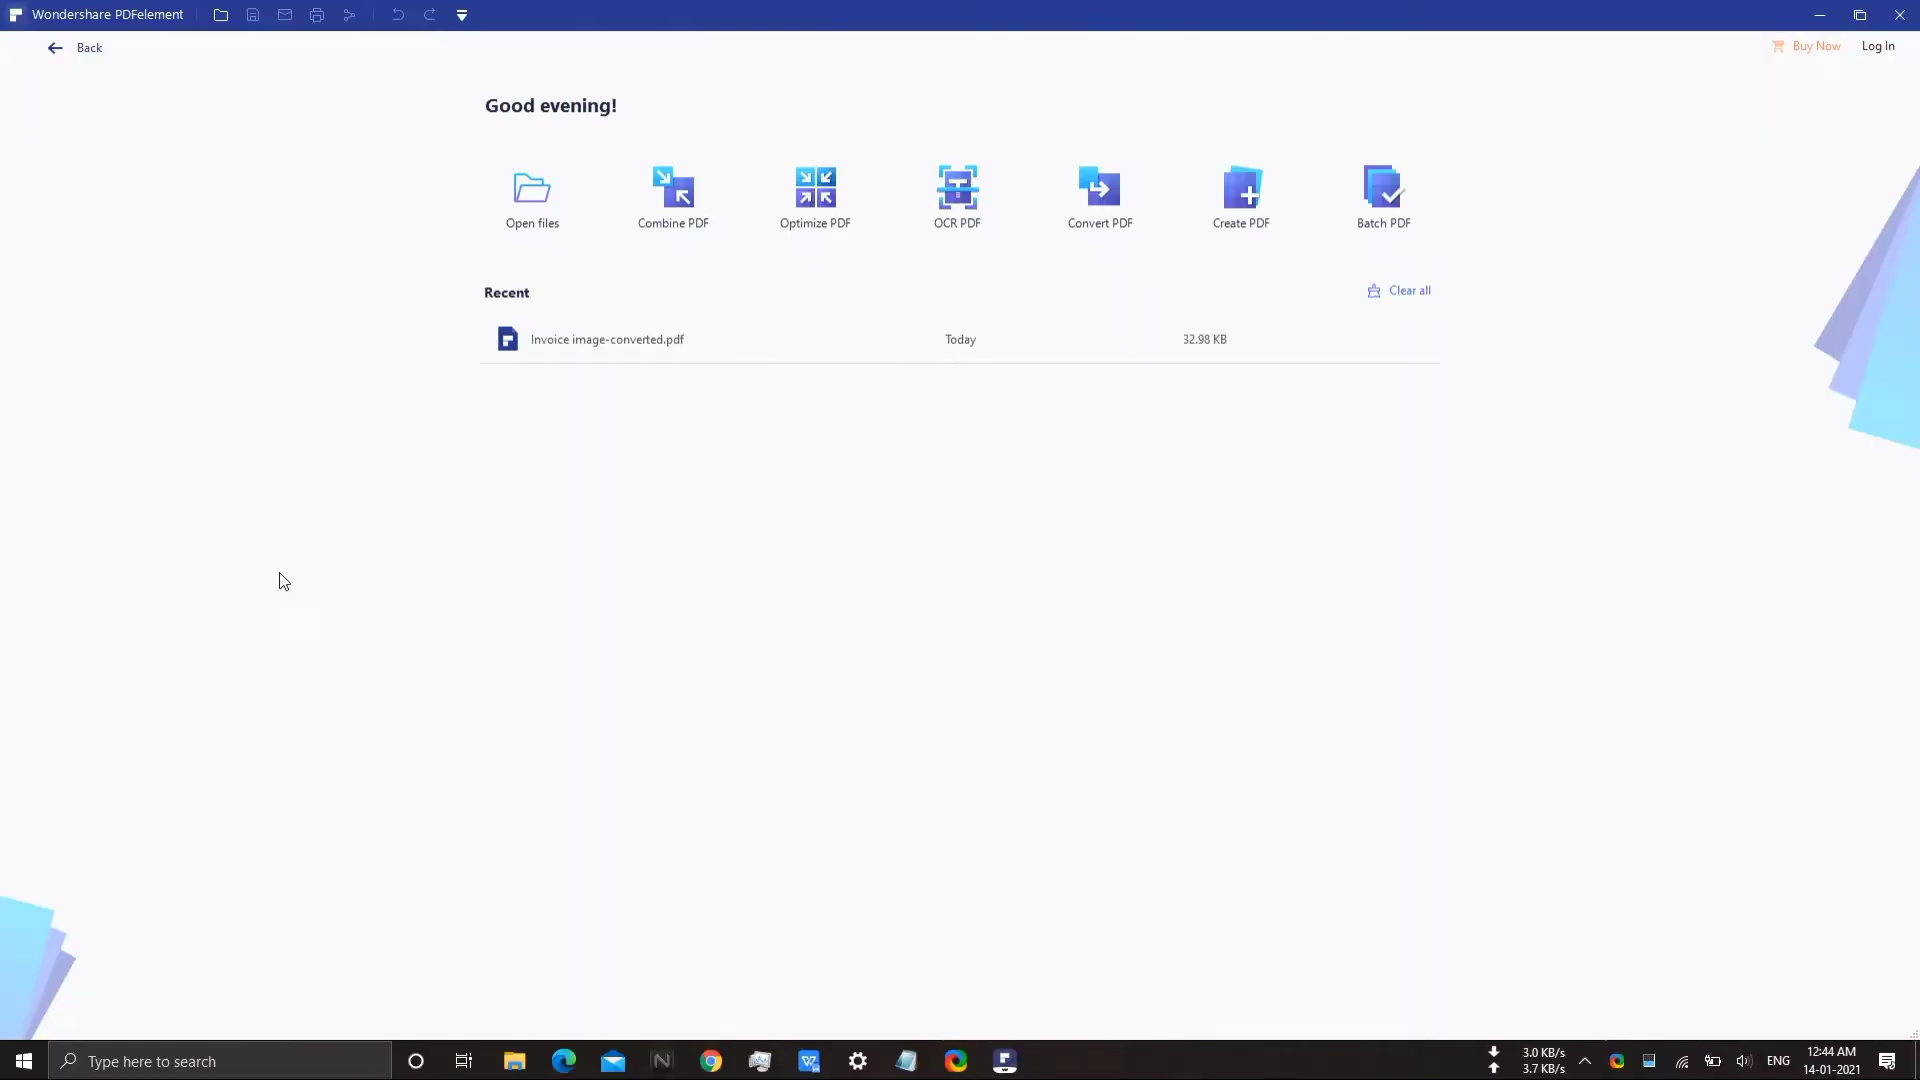 Wondershare PDFelement
Back
Buy Now
Log In
Good evening!
Open files
Combine PDF
Optimize PDF
OCR PDF
Convert PDF
Create PDF
Batch PDF
Recent
Clear all
Invoice image-converted.pdf
Today
32.98 KB
Type here to search
3.0 KB/s
3.7 KB/s
ENG
12:44 AM
14-01-2021